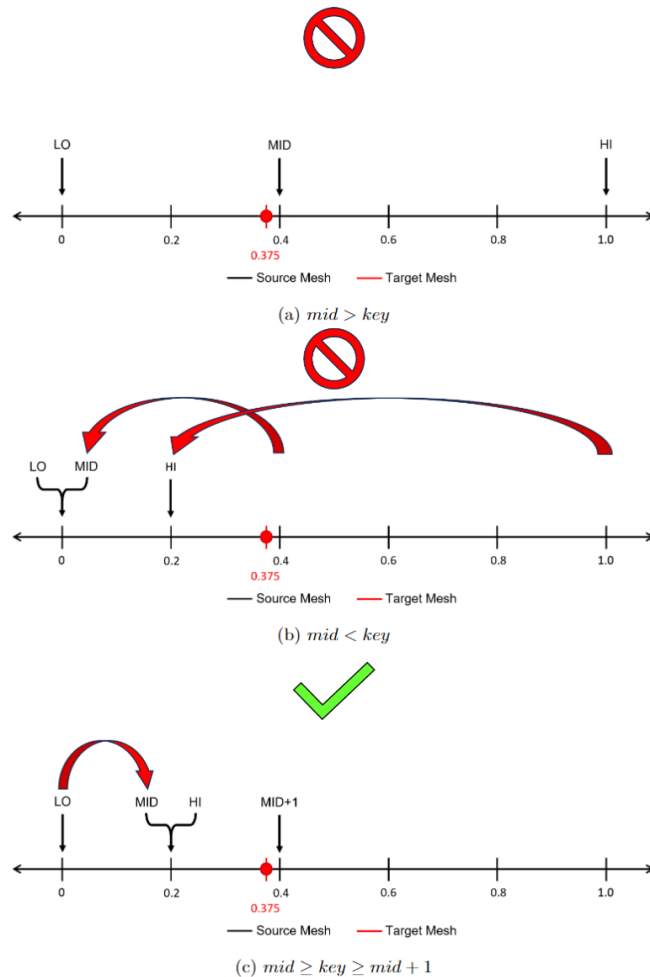 LO MID HI
0 0.2 0.4 0.6 0.8 1.0
0.375
Source Mesh Target Mesh
(a) mid > key
LO MID HI
0 0.2 0.4 0.6 0.8 1.0
0.375
Source Mesh Target Mesh
(b) mid < key
LO MID HI MID+1
0 0.2 0.4 0.6 0.8 1.0
0.375
Source Mesh Target Mesh
(c) mid ≥ key ≥ mid + 1